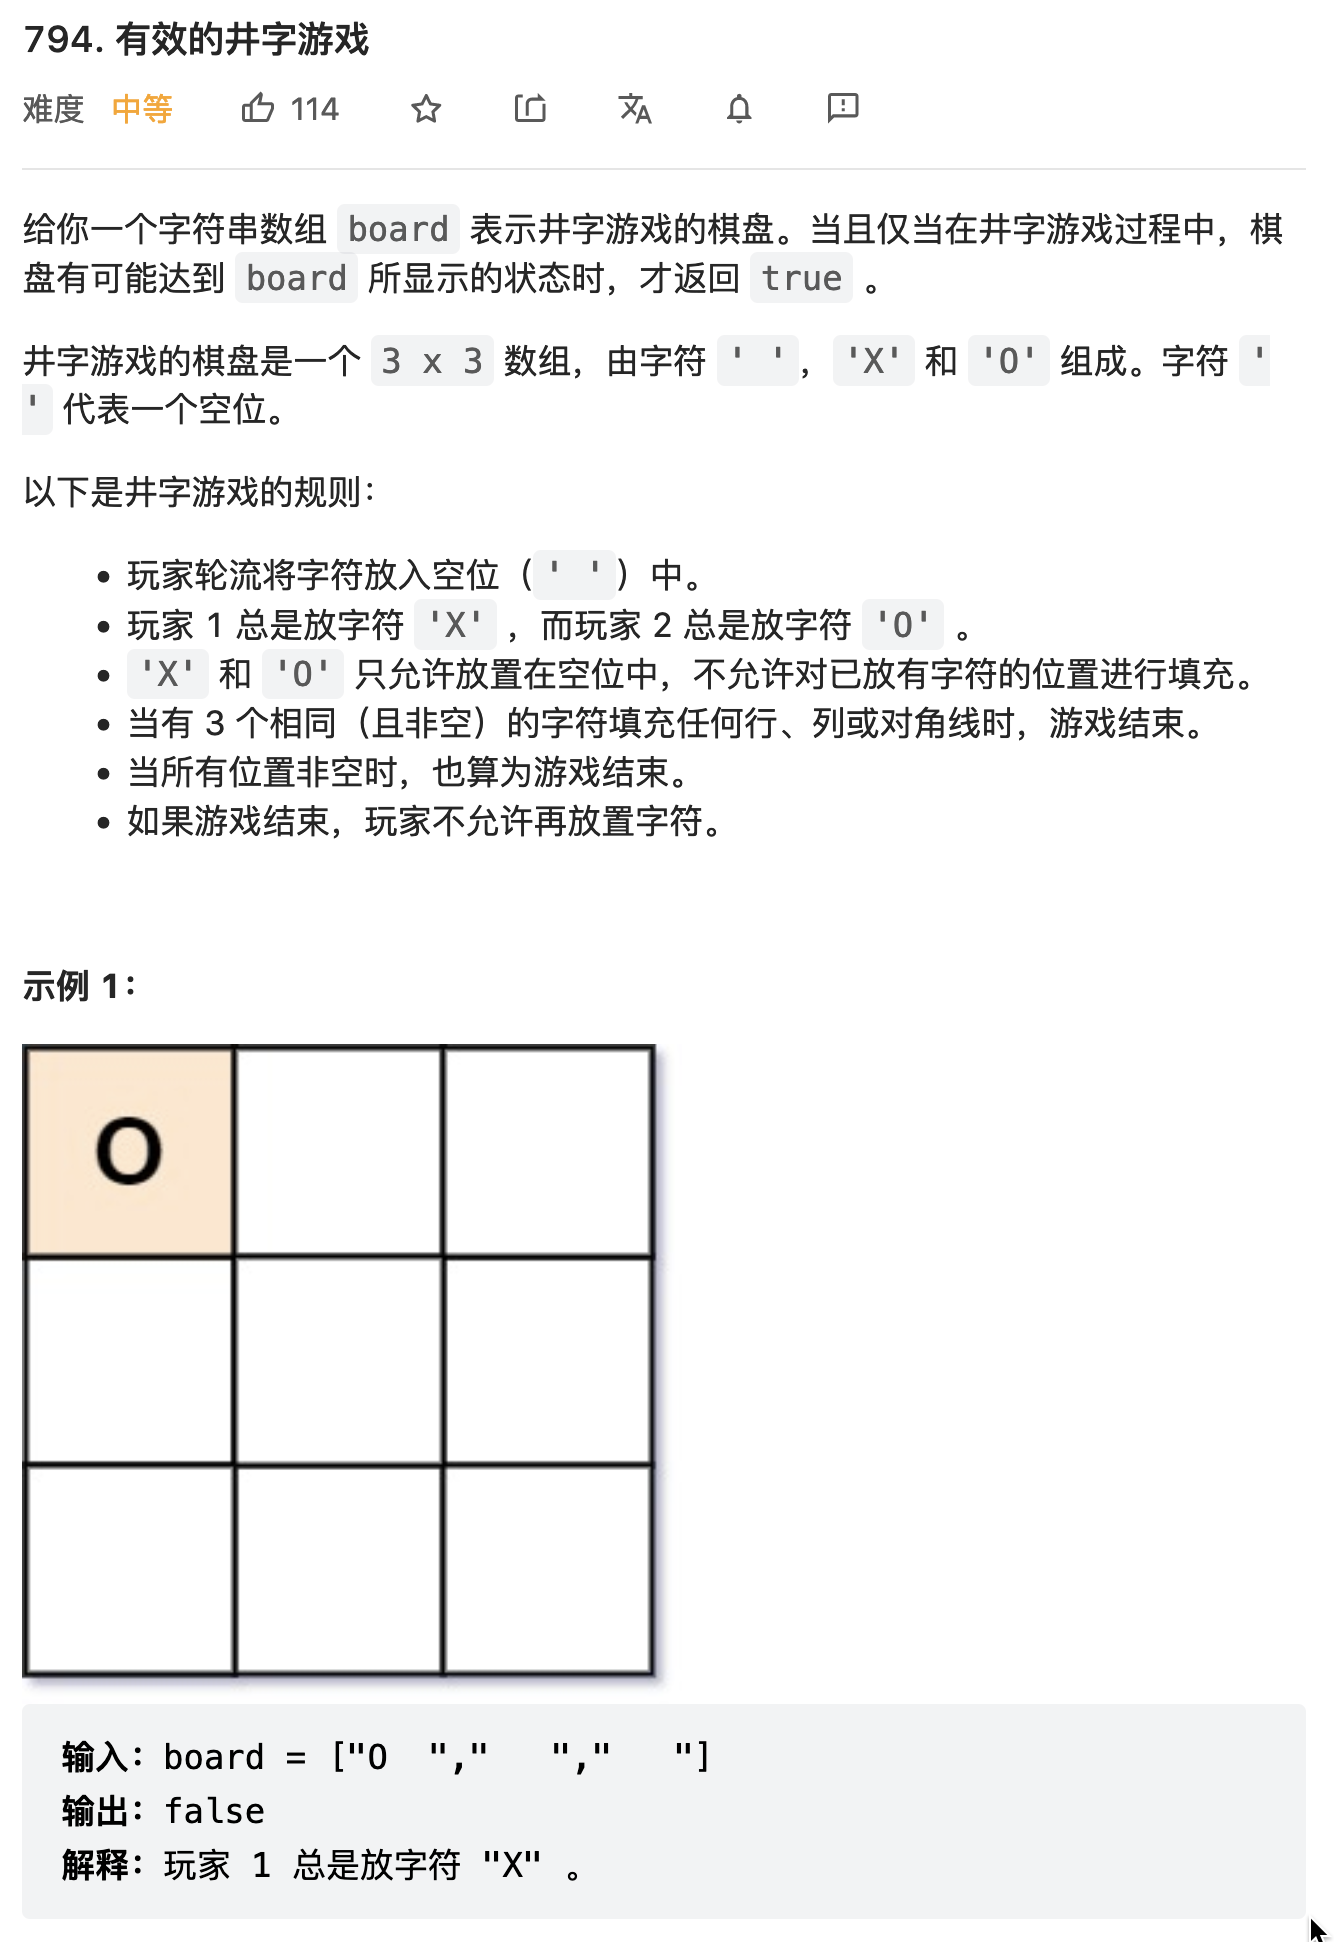 794. 有效的井字游戏
难度 中等 114
给你一个字符串数组 board 表示井字游戏的棋盘。当且仅当在井字游戏过程中，棋
盘有可能达到 board 所显示的状态时，才返回 true 。
井字游戏的棋盘是一个 3 x 3 数组，由字符 ' '，'X' 和 'O' 组成。字符 '
' 代表一个空位。
以下是井字游戏的规则：
• 玩家轮流将字符放入空位（' '）中。
• 玩家 1 总是放字符 'X' ，而玩家 2 总是放字符 'O' 。
• 'X' 和 'O' 只允许放置在空位中，不允许对已放有字符的位置进行填充。
• 当有 3 个相同（且非空）的字符填充任何行、列或对角线时，游戏结束。
• 当所有位置非空时，也算为游戏结束。
• 如果游戏结束，玩家不允许再放置字符。
示例 1：
O
输入：board = ["O  ","   ","   "]
输出：false
解释：玩家 1 总是放字符 "X" 。